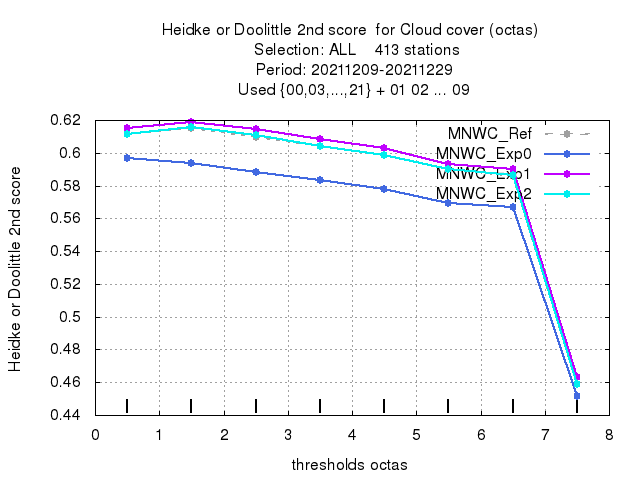 Heidke or Doolittle 2nd score  for Cloud cover (octas)
Selection: ALL    413 stations
Period: 20211209-20211229
Used {00,03,...,21} + 01 02 ... 09
MNWC_Ref
MNWC_Exp0
MNWC_Exp1
MNWC_Exp2
Heidke or Doolittle 2nd score
0.62
0.6
0.58
0.56
0.54
0.52
0.5
0.48
0.46
0.44
0 1 2 3 4 5 6 7 8
thresholds octas